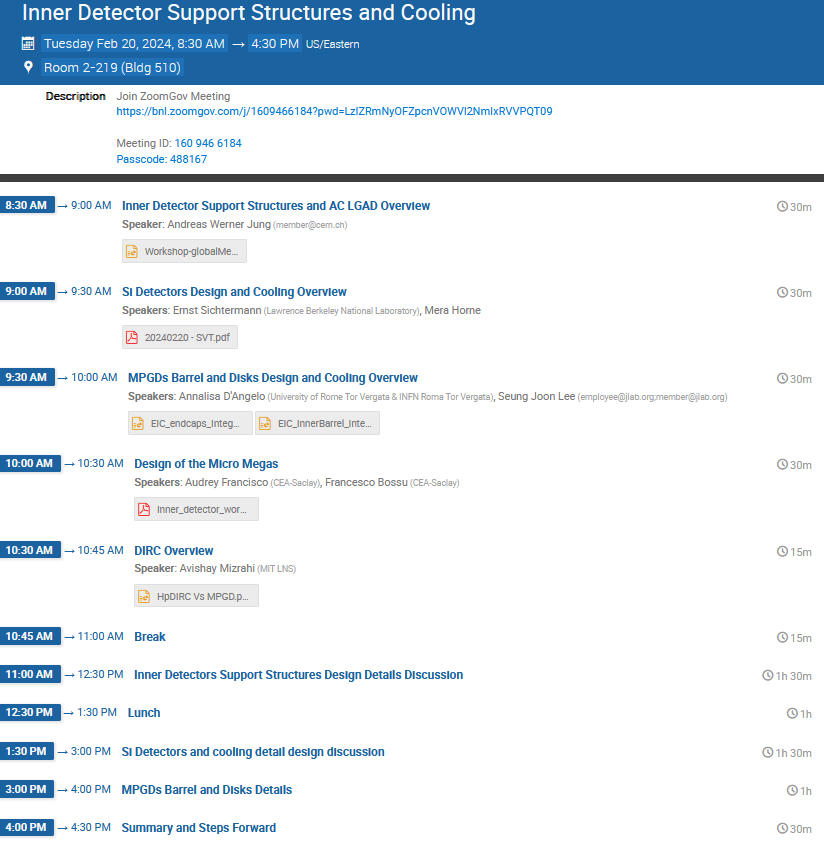 Inner Detector Support Structures and Cooling
Tuesday Feb 20, 2024, 8:30 AM → 4:30 PM US/Eastern
Room 2-219 (Bldg 510)
Description Join ZoomGov Meeting
https://bnl.zoomgov.com/j/1609466184?pwd=LzlZRmNyOFZpcnVOWVl2NmIxRVVPQT09
Meeting ID: 160 946 6184
Passcode: 488167
8:30 AM → 9:00 AM Inner Detector Support Structures and AC LGAD Overview 30m
Speaker: Andreas Werner Jung (member@cern.ch)
Workshop-globalMe...
9:00 AM → 9:30 AM Si Detectors Design and Cooling Overview 30m
Speakers: Ernst Sichtermann (Lawrence Berkeley National Laboratory), Mera Horne
20240220 - SVT.pdf
9:30 AM → 10:00 AM MPGDs Barrel and Disks Design and Cooling Overview 30m
Speakers: Annalisa D'Angelo (University of Rome Tor Vergata & INFN Roma Tor Vergata), Seung Joon Lee (employee@jlab.org;member@jlab.org)
EIC_endcaps_Integ... EIC_InnerBarrel_Inte...
10:00 AM → 10:30 AM Design of the Micro Megas 30m
Speakers: Audrey Francisco (CEA-Saclay), Francesco Bossu (CEA-Saclay)
Inner_detector_wor...
10:30 AM → 10:45 AM DIRC Overview 15m
Speaker: Avishay Mizrahi (MIT LNS)
HpDIRC Vs MPGD.p...
10:45 AM → 11:00 AM Break 15m
11:00 AM → 12:30 PM Inner Detectors Support Structures Design Details Discussion 1h 30m
12:30 PM → 1:30 PM Lunch 1h
1:30 PM → 3:00 PM Si Detectors and cooling detail design discussion 1h 30m
3:00 PM → 4:00 PM MPGDs Barrel and Disks Details 1h
4:00 PM → 4:30 PM Summary and Steps Forward 30m